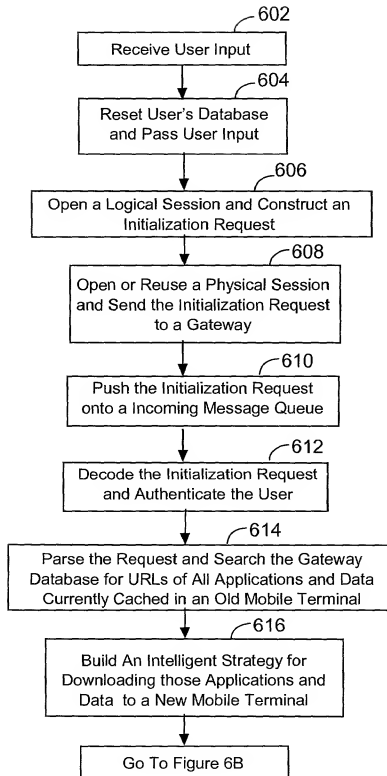 602
Receive User Input
604
Reset User's Database
and Pass User Input
606
Open a Logical Session and Construct an
Initialization Request
608
Open or Reuse a Physical Session
and Send the Initialization Request
to a Gateway
610
Push the Initialization Request
onto a Incoming Message Queue
612
Decode the Initialization Request
and Authenticate the User
614
Parse the Request and Search the Gateway
Database for URLs of All Applications and Data
Currently Cached in an Old Mobile Terminal
616
Build An Intelligent Strategy for
Downloading those Applications and
Data to a New Mobile Terminal
Go To Figure 6B